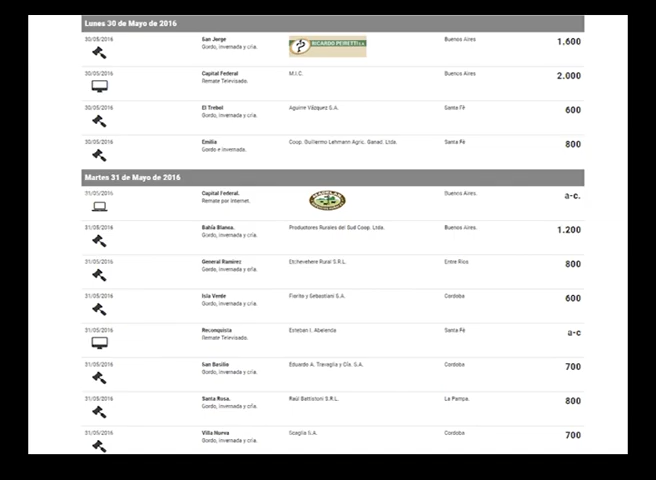 Lunes 30 de Mayo de 2016
30/05/2016 San Jorge RICARDO PEIRETTI Buenos Aires 1.600
Gordo, invernada y cría.
30/05/2016 Capital Federal M.I.C. Buenos Aires 2.000
Remate Televisado.
30/05/2016 El Trebol Aguirre Vázquez S.A. Santa Fé 600
Gordo, invernada y cría.
30/05/2016 Emilia Coop. Guillermo Lehmann Agric. Ganad. Ltda. Santa Fé 800
Gordo e invernada.
Martes 31 de Mayo de 2016
31/05/2016 Capital Federal. Buenos Aires. a-c.
Remate por internet.
31/05/2016 Bahía Blanca. Productores Rurales del Sud Coop. Ltda. Buenos Aires. 1.200
Gordo, invernada y cría.
31/05/2016 General Ramirez Etchevehere Rural S.R.L. Entre Rios 800
Gordo, invernada y cría.
31/05/2016 Isla Verde Fiorito y Sebastiani S.A. Cordoba 600
Gordo, invernada y cría.
31/05/2016 Reconquista Esteban I. Abelenda Santa Fé a-c
Remate Televisado.
31/05/2016 San Basilio Eduardo A. Travaglia y Cía. S.A. Cordoba 700
Gordo, invernada y cría.
31/05/2016 Santa Rosa. Raúl Battistoni S.R.L. La Pampa. 800
Gordo, invernada y cría.
31/05/2016 Villa Nueva Scaglia S.A. Cordoba 700
Gordo, invernada y cría.